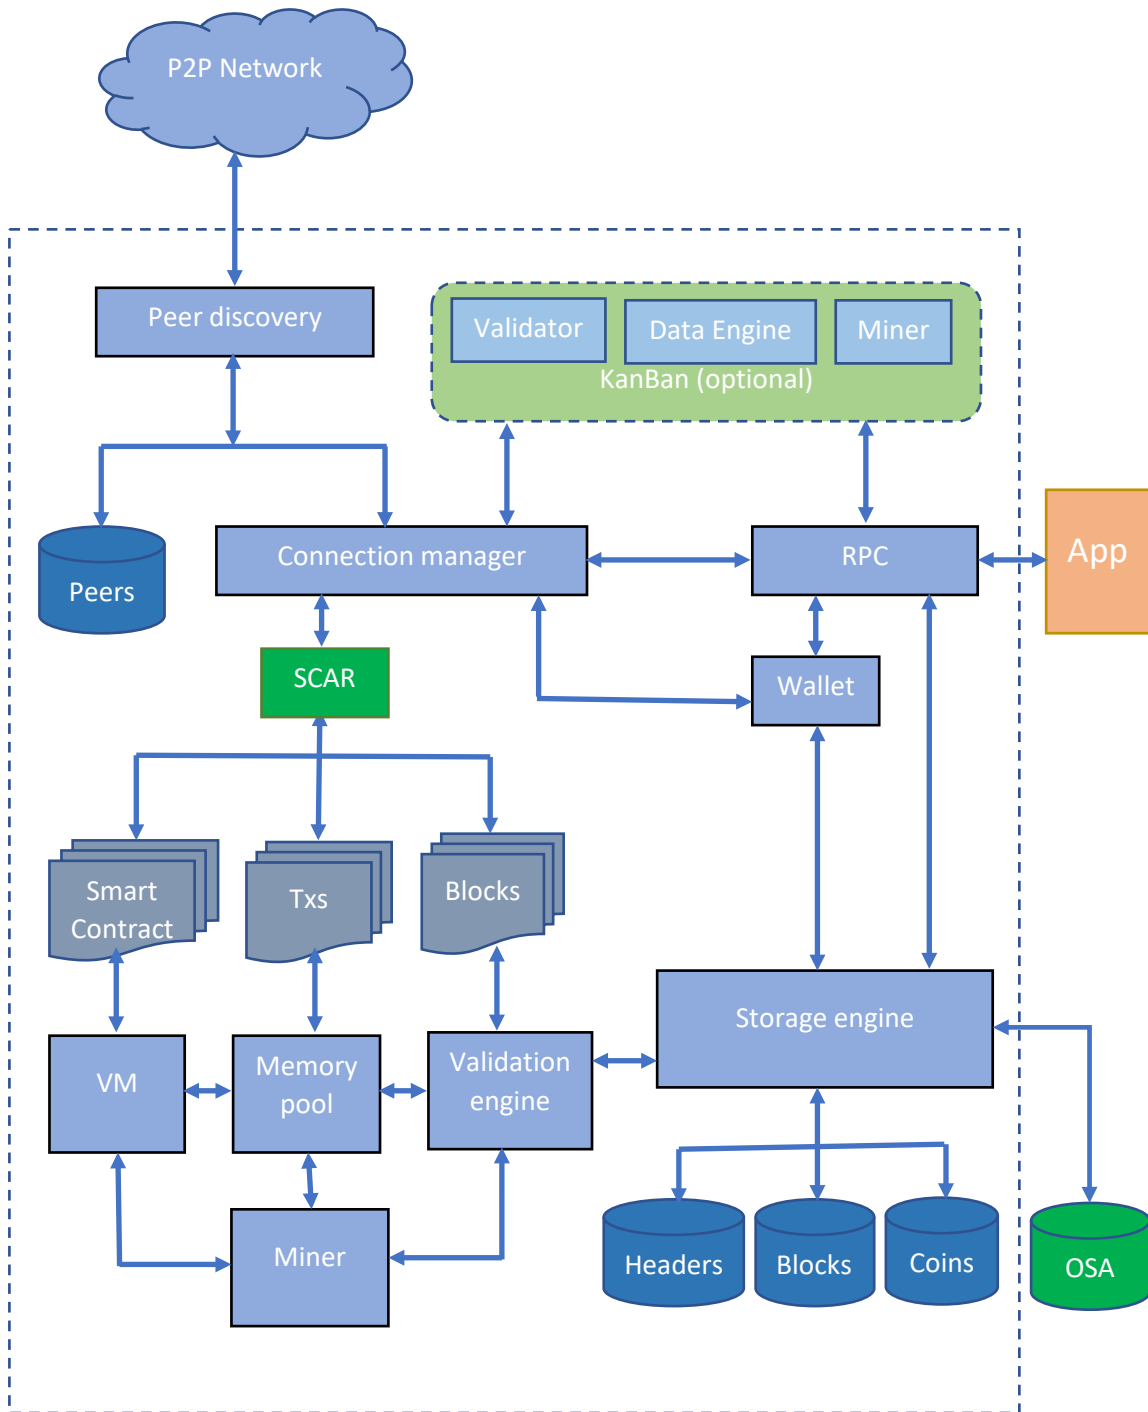 P2P Network
Peer discovery
Validator
Data Engine
Miner
KanBan (optional)
Connection manager
RPC
App
Peers
SCAR
Wallet
Smart
Contract
Txs
Blocks
Storage engine
VM
Memory
pool
Validation
engine
Miner
Headers
Blocks
Coins
OSA